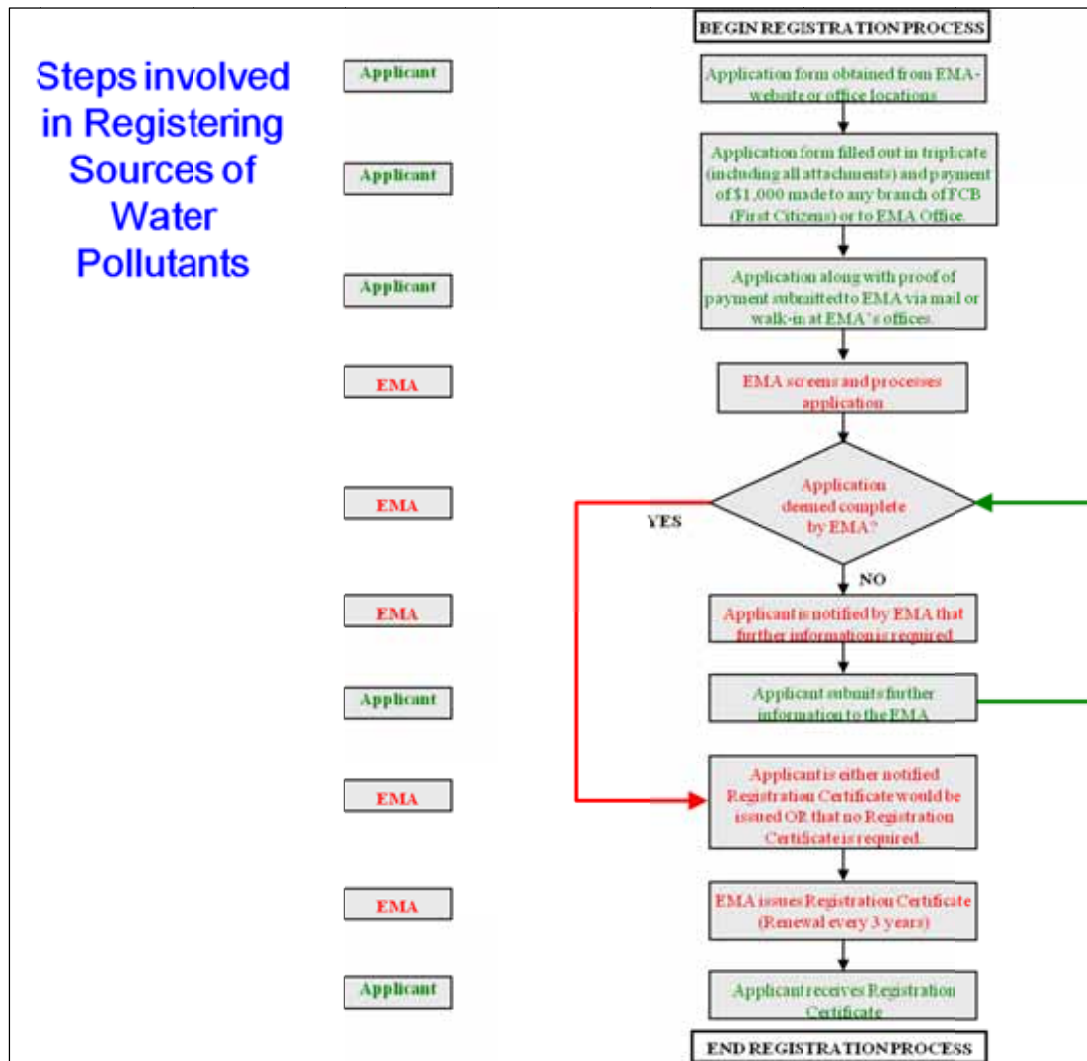 Steps involved
in Registering
Sources of
Water
Pollutants
BEGIN REGISTRATION PROCESS
Applicant
Application form obtained from EMA-
website or office locations
Applicant
Application form filled out in triplicate
(including all attachments) and payment
of $1,000 made to any branch of FCB
(First Citizens) or to EMA Office.
Applicant
Application along with proof of
payment submitted to EMA via mail or
walk-in at EMA's offices.
EMA
EMA screens and processes
application
EMA
Application
demed complete
by EMA?
YES
NO
EMA
Applicant is notified by EMA that
further information is required
Applicant
Applicant submits further
information to the EMA
EMA
Applicant is either notified
Registration Certificate would be
issued OR that no Registration
Certificate is required.
EMA
EMA issues Registration Certificate
(Renewal every 3 years)
Applicant
Applicant receives Registration
Certificate
END REGISTRATION PROCESS